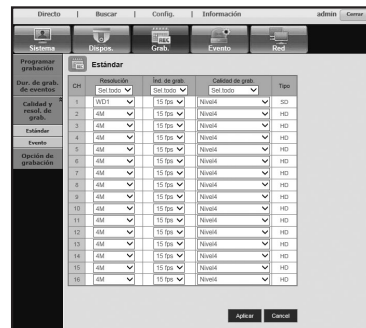 Directo | Buscar | Config. | Información admin Cerrar
Sistema Dispos. Grab. Evento Red
Programar grabación
Dur. de grab. de eventos
Calidad y resol. de grab.
Estándar
Evento
Opción de grabación
Estándar
CH Resolución Índ. de grab. Calidad de grab. Tipo
Sel.todo Sel.todo Sel.todo
1 WD1 15 fps Nivel4 SD
2 4M 15 fps Nivel4 HD
3 4M 15 fps Nivel4 HD
4 4M 15 fps Nivel4 HD
5 4M 15 fps Nivel4 HD
6 4M 15 fps Nivel4 HD
7 4M 15 fps Nivel4 HD
8 4M 15 fps Nivel4 HD
9 4M 15 fps Nivel4 HD
10 4M 15 fps Nivel4 HD
11 4M 15 fps Nivel4 HD
12 4M 15 fps Nivel4 HD
13 4M 15 fps Nivel4 HD
14 4M 15 fps Nivel4 HD
15 4M 15 fps Nivel4 HD
16 4M 15 fps Nivel4 HD
Aplicar Cancel